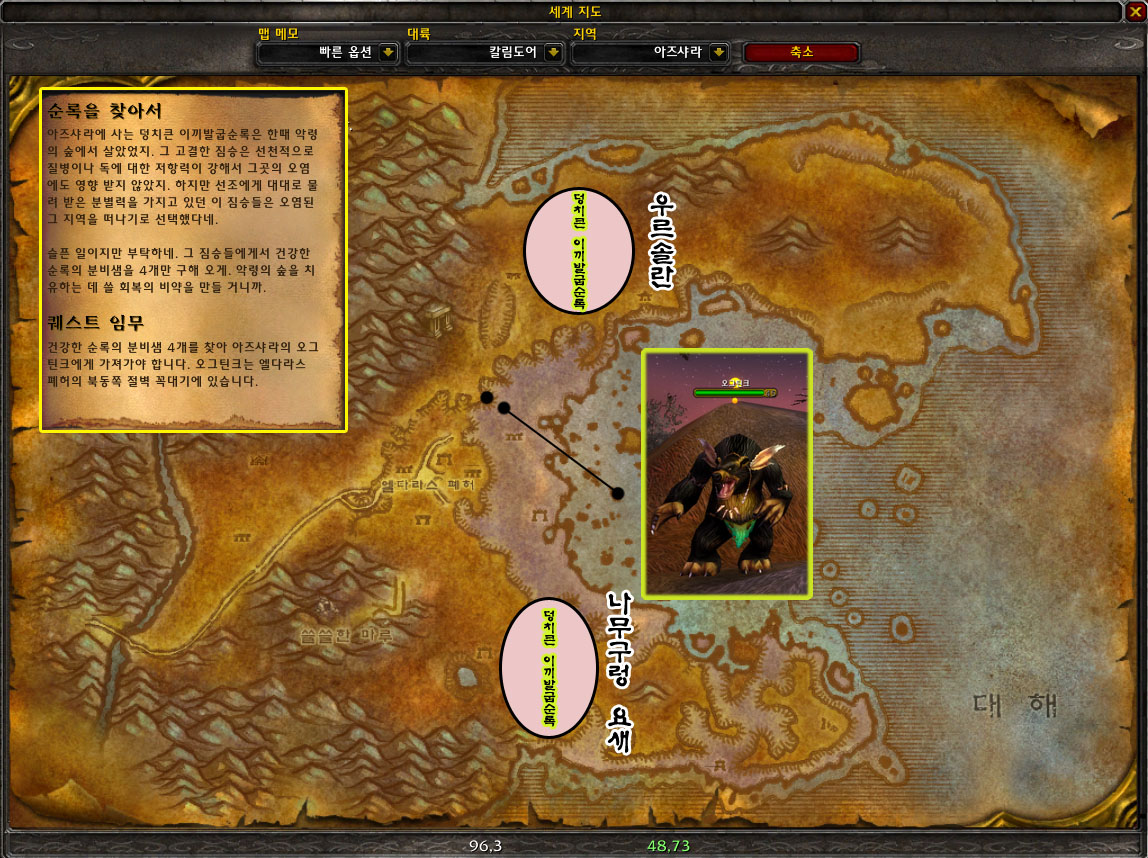 세계 지도
맵 메모 대륙 지역
빠른 옵션 칼림도어 아즈샤라 축소
순록을 찾아서
아즈샤라에 사는 덩치큰 이끼발굽순록은 한때 악령
의 숲에서 살았었지. 그 고결한 짐승은 선천적으로
질병이나 독에 대한 저항력이 강해서 그곳의 오염
에도 영향 받지 않았지. 하지만 선조에게 대대로 물
려 받은 분별력을 가지고 있던 이 짐승들은 오염된
그 지역을 떠나기로 선택했다네.
슬픈 일이지만 부탁하네. 그 짐승들에게서 건강한
순록의 분비샘을 4개만 구해 오게. 악령의 숲을 치
유하는 데 쓸 회복의 비약을 만들 거니까.
퀘스트 임무
건강한 순록의 분비샘 4개를 찾아 아즈샤라의 오그
틴크에게 가져가야 합니다. 오그틴크는 엘다라스
폐허의 북동쪽 절벽 꼭대기에 있습니다.
덩치큰 이끼발굽순록
우르솔란
오그틴크
엘다라스 폐허
쓸쓸한 마루
덩치큰 이끼발굽순록
나무구렁 요새
대 해
96,3 48,73